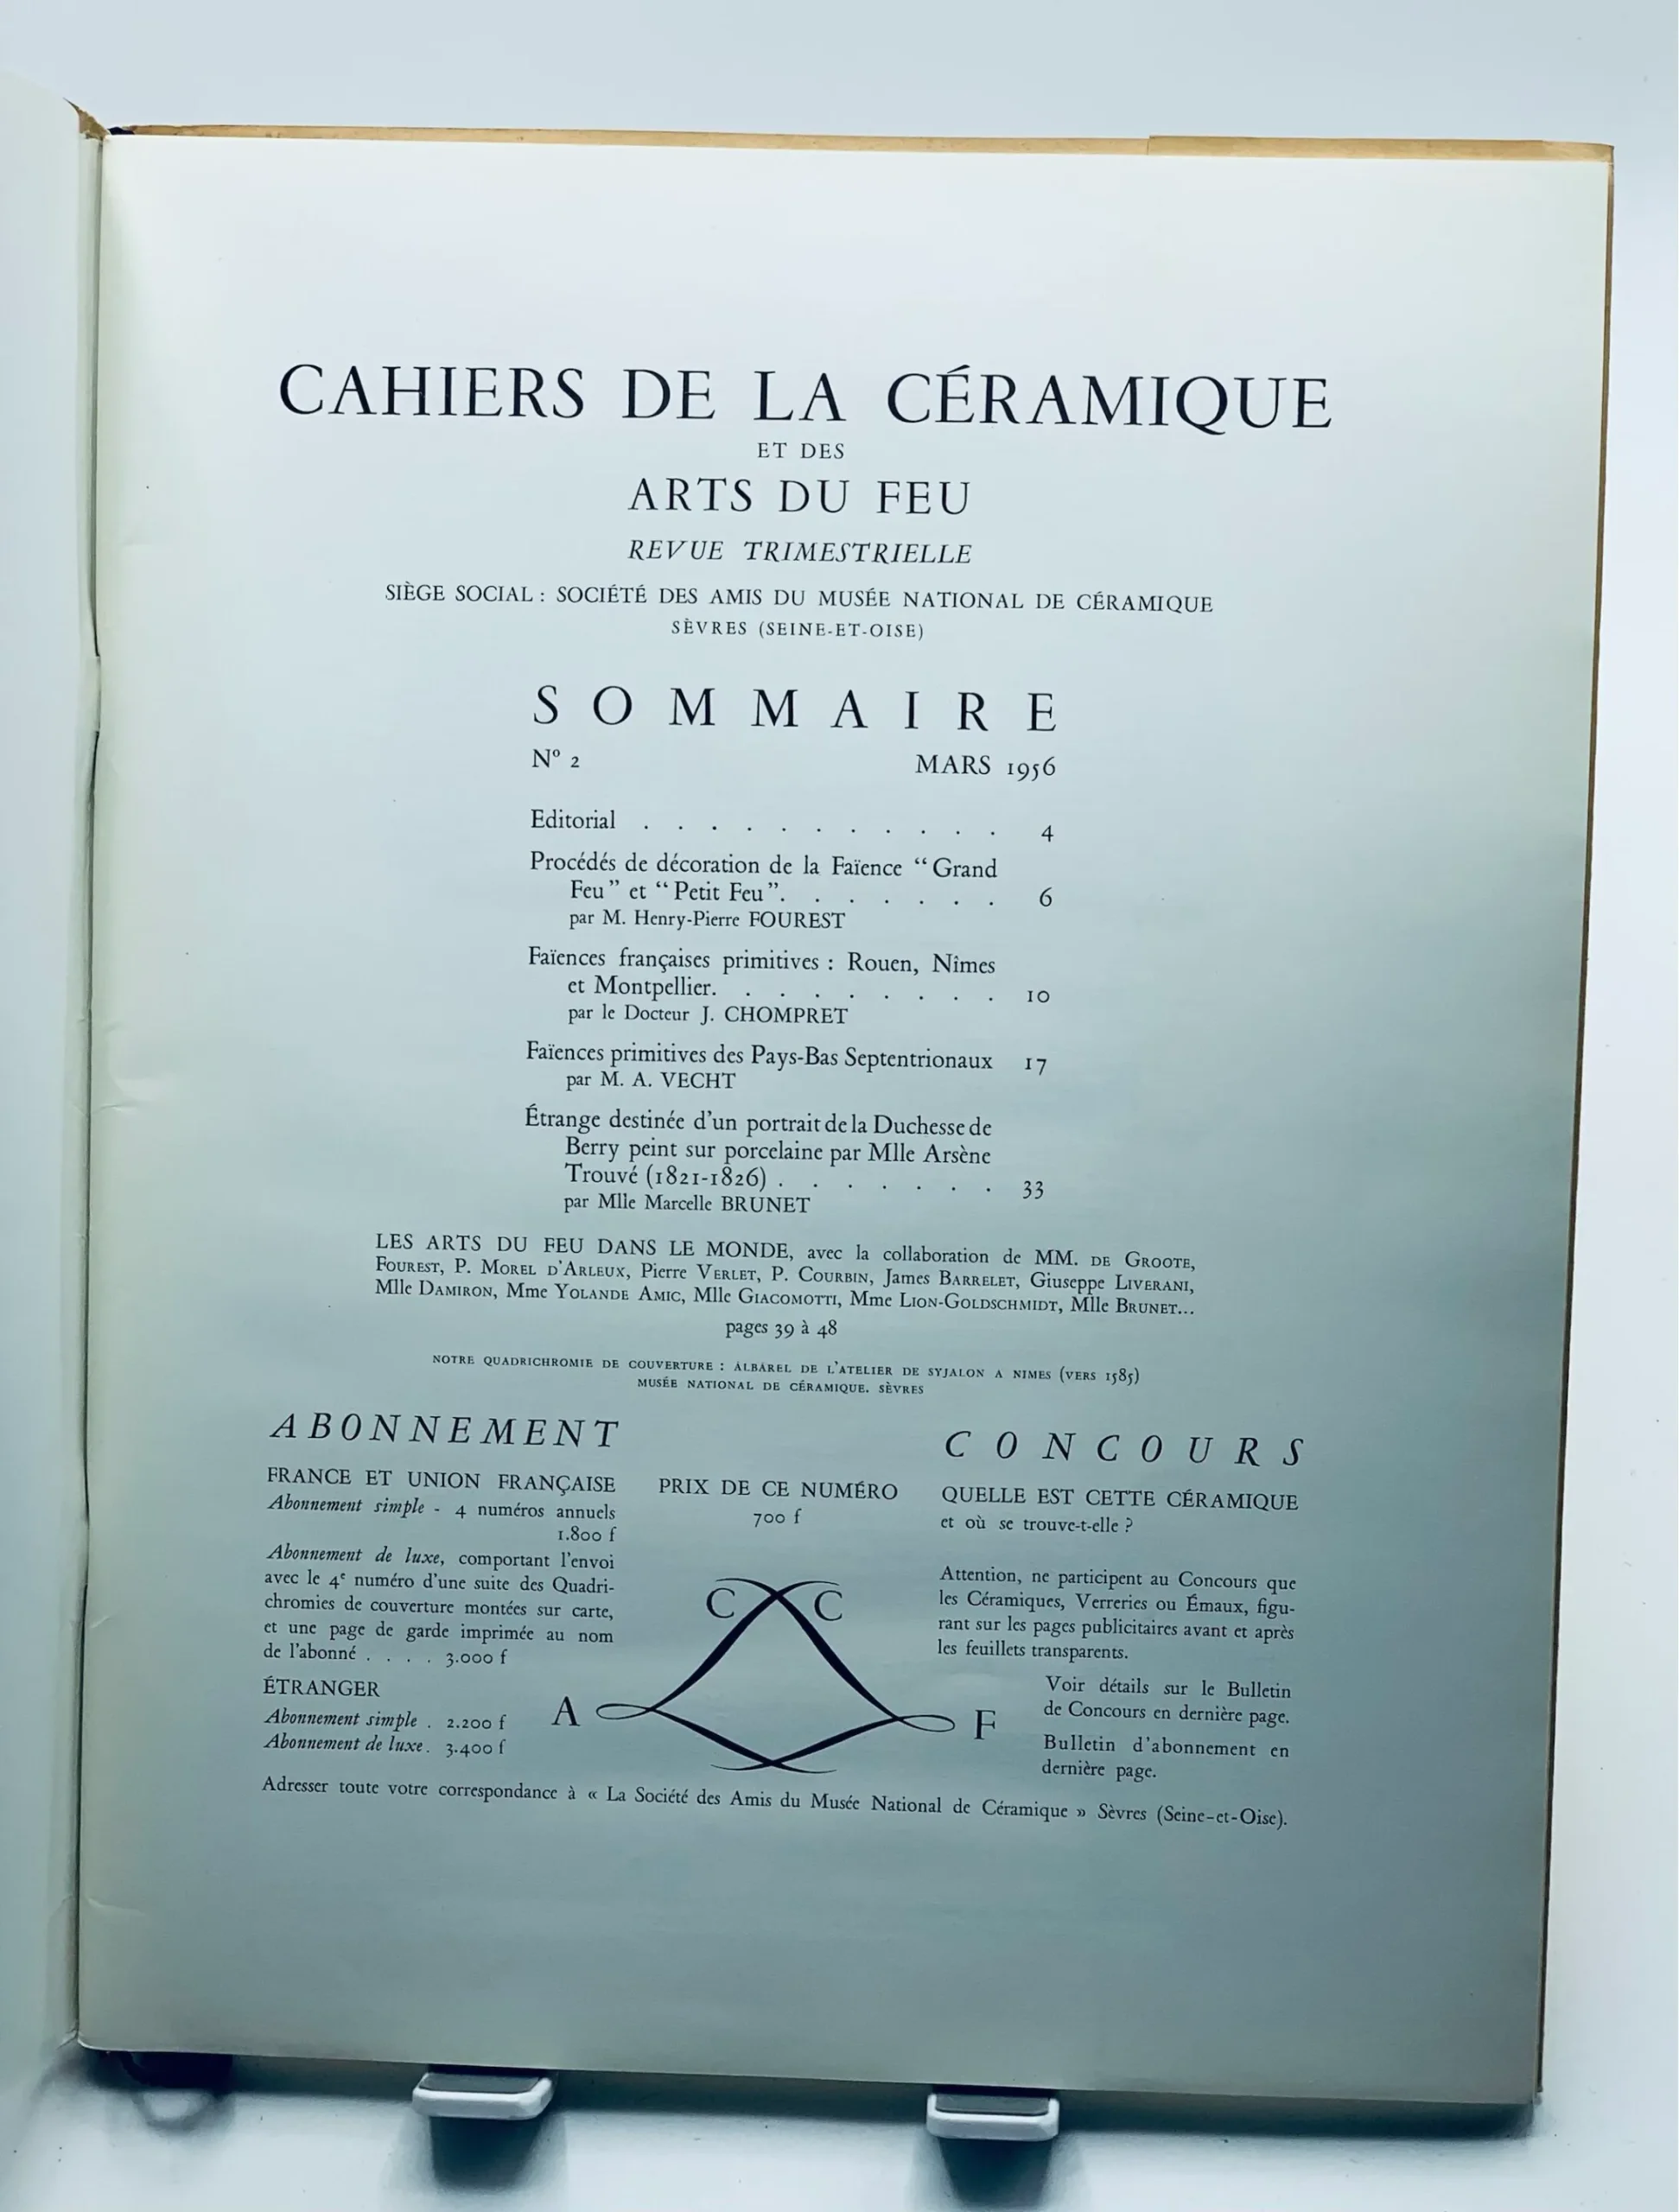 CAHIERS DE LA CÉRAMIQUE
ET DES
ARTS DU FEU
REVUE TRIMESTRIELLE
SIÈGE SOCIAL : SOCIÉTÉ DES AMIS DU MUSÉE NATIONAL DE CÉRAMIQUE
SÈVRES (SEINE-ET-OISE)
SOMMAIRE
Nº 2 MARS 1956
Editorial . . . . . . . . . . . 4
Procédés de décoration de la Faïence “Grand
Feu” et “Petit Feu”. . . . . . . 6
par M. Henry-Pierre FOUREST
Faïences françaises primitives : Rouen, Nîmes
et Montpellier. . . . . . . . . 10
par le Docteur J. CHOMPRET
Faïences primitives des Pays-Bas Septentrionaux 17
par M. A. VECHT
Étrange destinée d'un portrait de la Duchesse de
Berry peint sur porcelaine par Mlle Arsène
Trouvé (1821-1826) . . . . . . . 33
par Mlle Marcelle BRUNET
LES ARTS DU FEU DANS LE MONDE, avec la collaboration de MM. DE GROOTE,
FOUREST, P. MOREL D'ARLEUX, Pierre VERLET, P. COURBIN, James BARRELET, Giuseppe LIVERANI,
Mlle DAMIRON, Mme YOLANDE AMIC, Mlle GIACOMOTTI, Mme LION-GOLDSCHMIDT, Mlle BRUNET...
pages 39 à 48
NOTRE QUADRICHROMIE DE COUVERTURE : ALBAREL DE L'ATELIER DE SYJALON A NIMES (VERS 1585)
MUSÉE NATIONAL DE CÉRAMIQUE. SÈVRES
ABONNEMENT
FRANCE ET UNION FRANÇAISE
Abonnement simple - 4 numéros annuels
1.800 f
Abonnement de luxe, comportant l'envoi
avec le 4e numéro d'une suite des Quadri-
chromies de couverture montées sur carte,
et une page de garde imprimée au nom
de l'abonné . . . . 3.000 f
ÉTRANGER
Abonnement simple . 2.200 f
Abonnement de luxe. 3.400 f
PRIX DE CE NUMÉRO
700 f
C C
A F
CONCOURS
QUELLE EST CETTE CÉRAMIQUE
et où se trouve-t-elle ?
Attention, ne participent au Concours que
les Céramiques, Verreries ou Émaux, figu-
rant sur les pages publicitaires avant et après
les feuillets transparents.
Voir détails sur le Bulletin
de Concours en dernière page.
Bulletin d'abonnement en
dernière page.
Adresser toute votre correspondance à « La Société des Amis du Musée National de Céramique » Sèvres (Seine-et-Oise).